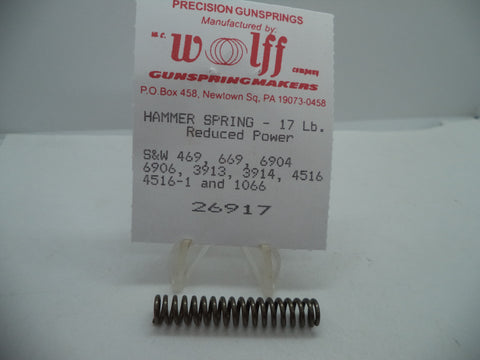 PRECISION GUNSPRINGS
Manufactured by:
W.C. Wolff company
GUNSPRINGMAKERS
P.O.Box 458, Newtown Sq, PA 19073-0458
HAMMER SPRING - 17 Lb.
Reduced Power
S&W 469, 669, 6904
6906, 3913, 3914, 4516
4516-1 and 1066
26917